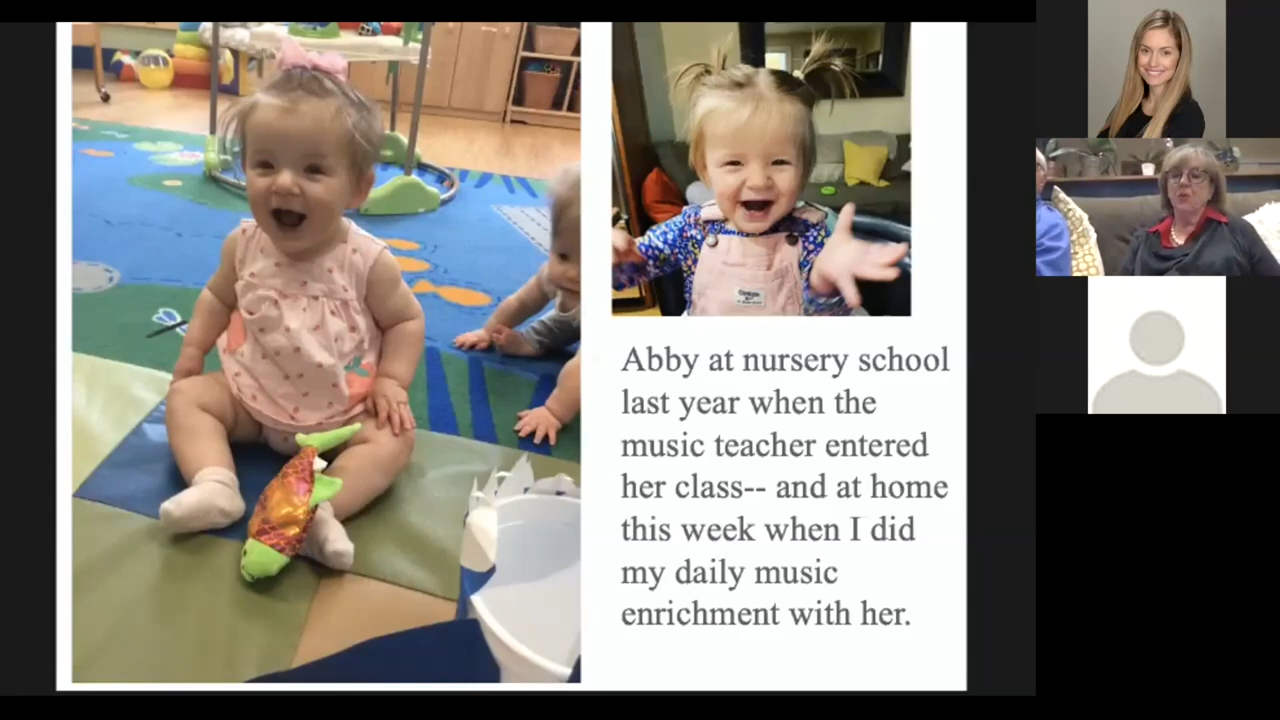 Abby at nursery school
last year when the
music teacher entered
her class-- and at home
this week when I did
my daily music
enrichment with her.